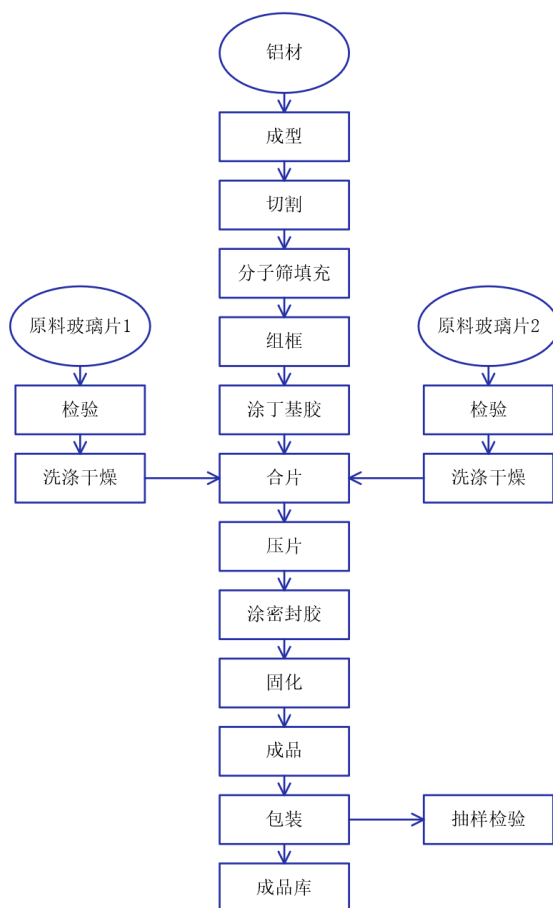 铝材
成型
切割
分子筛填充
原料玻璃片1
组框
原料玻璃片2
检验
涂丁基胶
检验
洗涤干燥
合片
洗涤干燥
压片
涂密封胶
固化
成品
包装
抽样检验
成品库